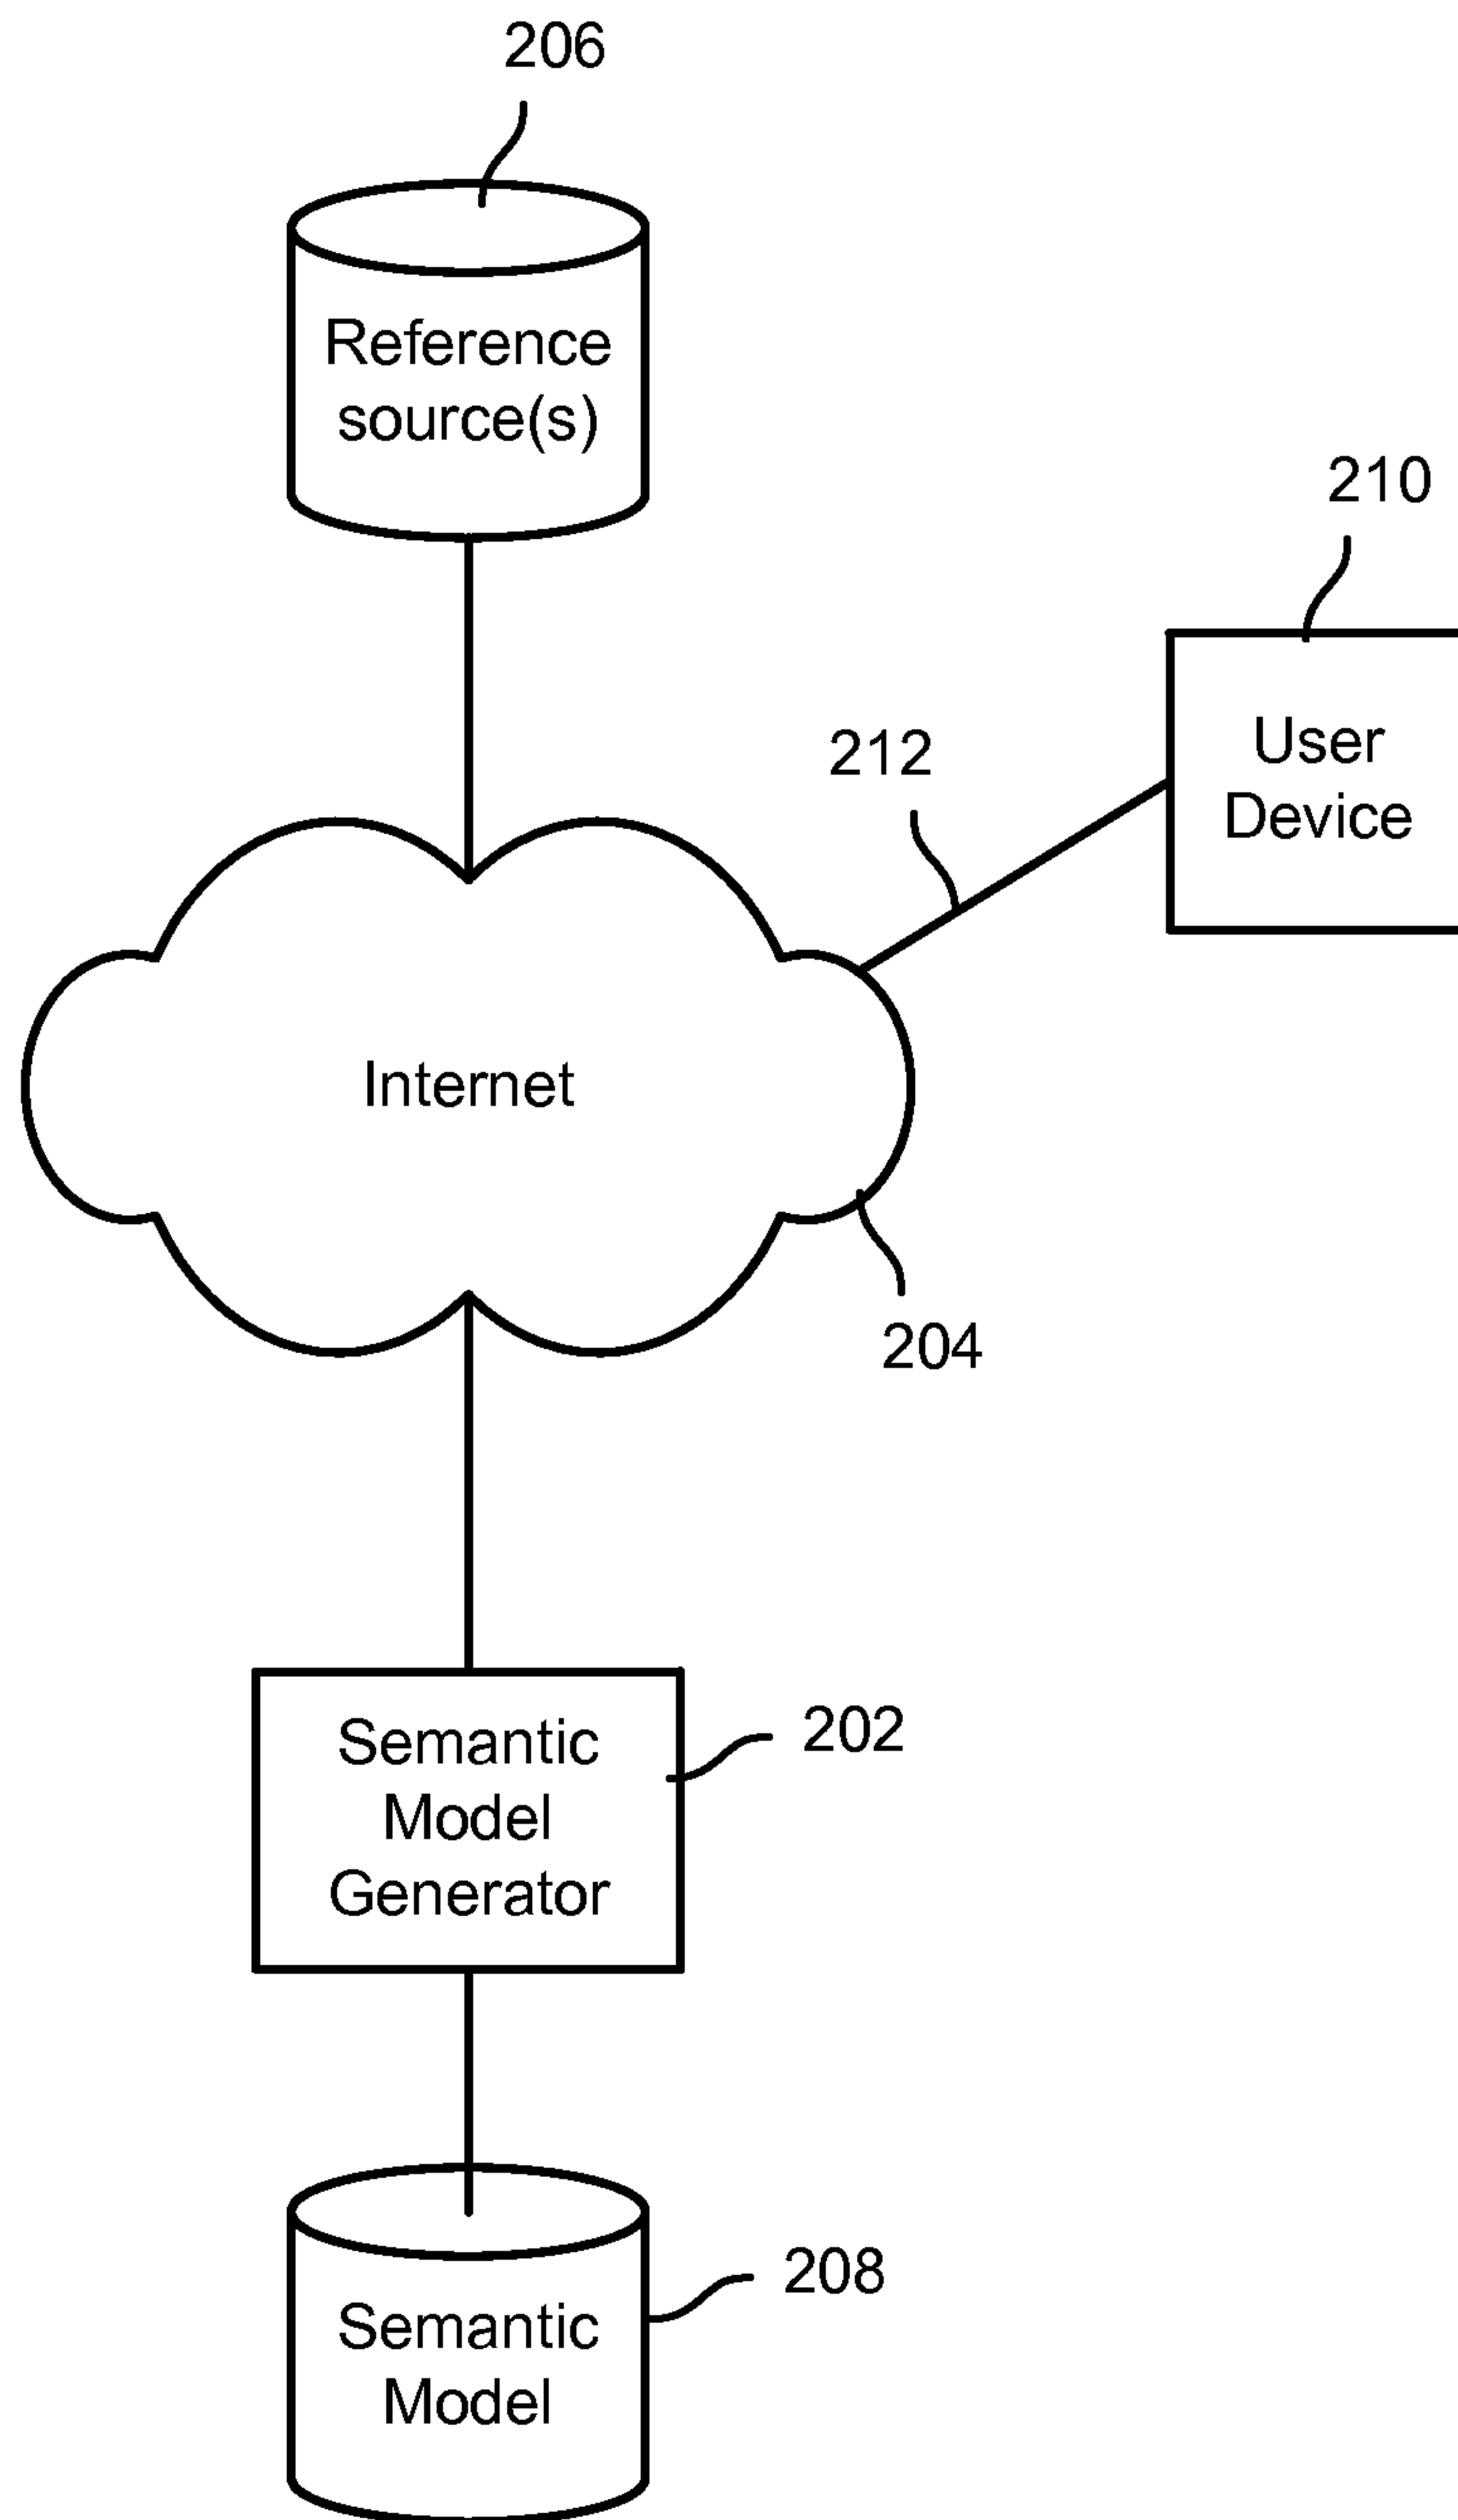 206
Reference
source(s)
210
User
Device
212
Internet
204
Semantic
Model
Generator
202
208
Semantic
Model